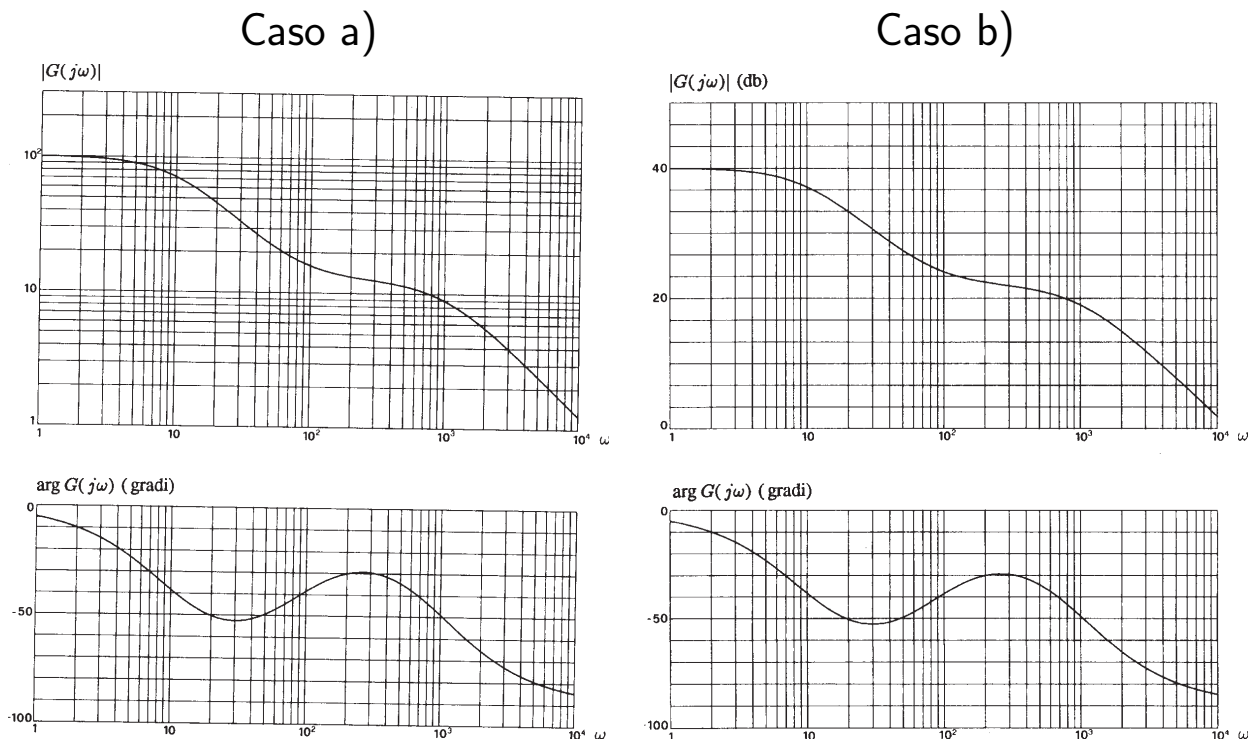 Caso a)
|G(jω)|
10²
10
1
1 10 10² 10³ 10⁴ ω
arg G(jω) (gradi)
0
-50
-100
1 10 10² 10³ 10⁴ ω
Caso b)
|G(jω)| (db)
40
20
0
1 10 10² 10³ 10⁴ ω
arg G(jω) (gradi)
0
-50
-100
1 10 10² 10³ 10⁴ ω